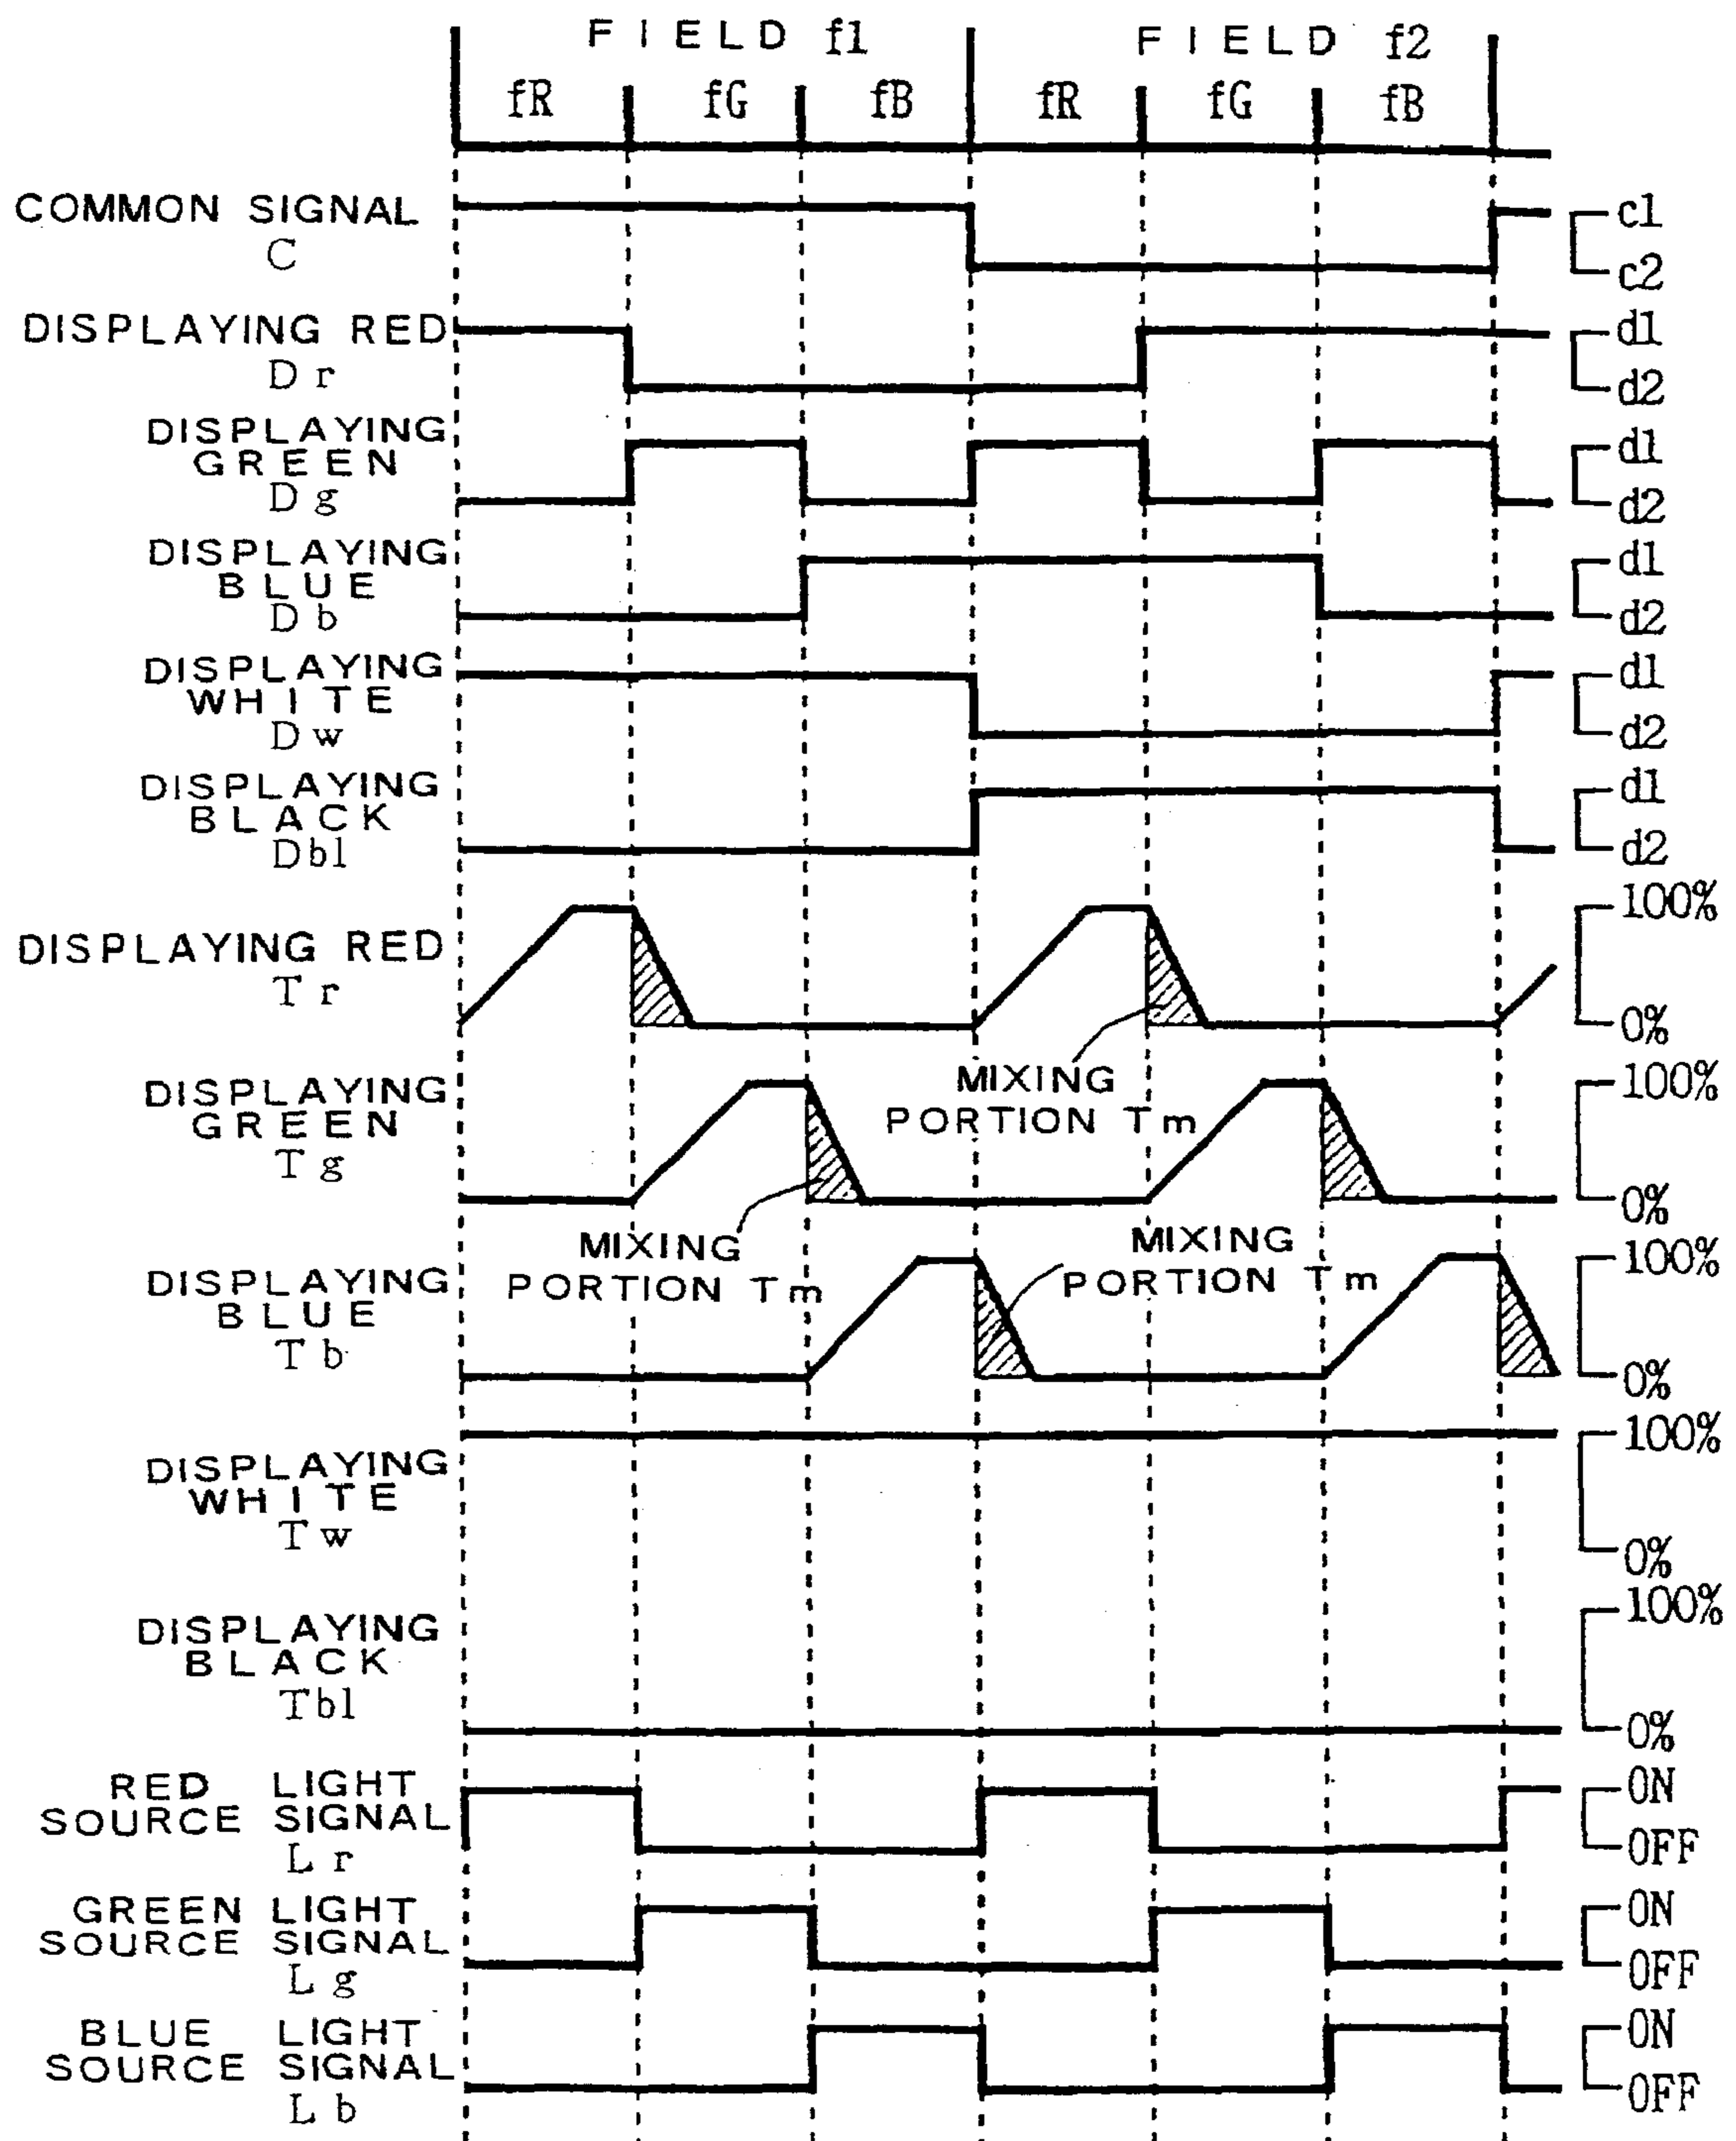 FIELD f1
FIELD f2
fR fG fB fR fG fB
COMMON SIGNAL
C
c1
c2
DISPLAYING RED
Dr
d1
d2
DISPLAYING
GREEN
Dg
d1
d2
DISPLAYING
BLUE
Db
d1
d2
DISPLAYING
WHITE
Dw
d1
d2
DISPLAYING
BLACK
Dbl
d1
d2
DISPLAYING RED
Tr
100%
0%
MIXING
PORTION Tm
DISPLAYING
GREEN
Tg
100%
0%
MIXING
PORTION Tm
MIXING
PORTION Tm
DISPLAYING
BLUE
Tb
100%
0%
DISPLAYING
WHITE
Tw
100%
0%
DISPLAYING
BLACK
Tbl
100%
0%
RED LIGHT
SOURCE SIGNAL
Lr
ON
OFF
GREEN LIGHT
SOURCE SIGNAL
Lg
ON
OFF
BLUE LIGHT
SOURCE SIGNAL
Lb
ON
OFF